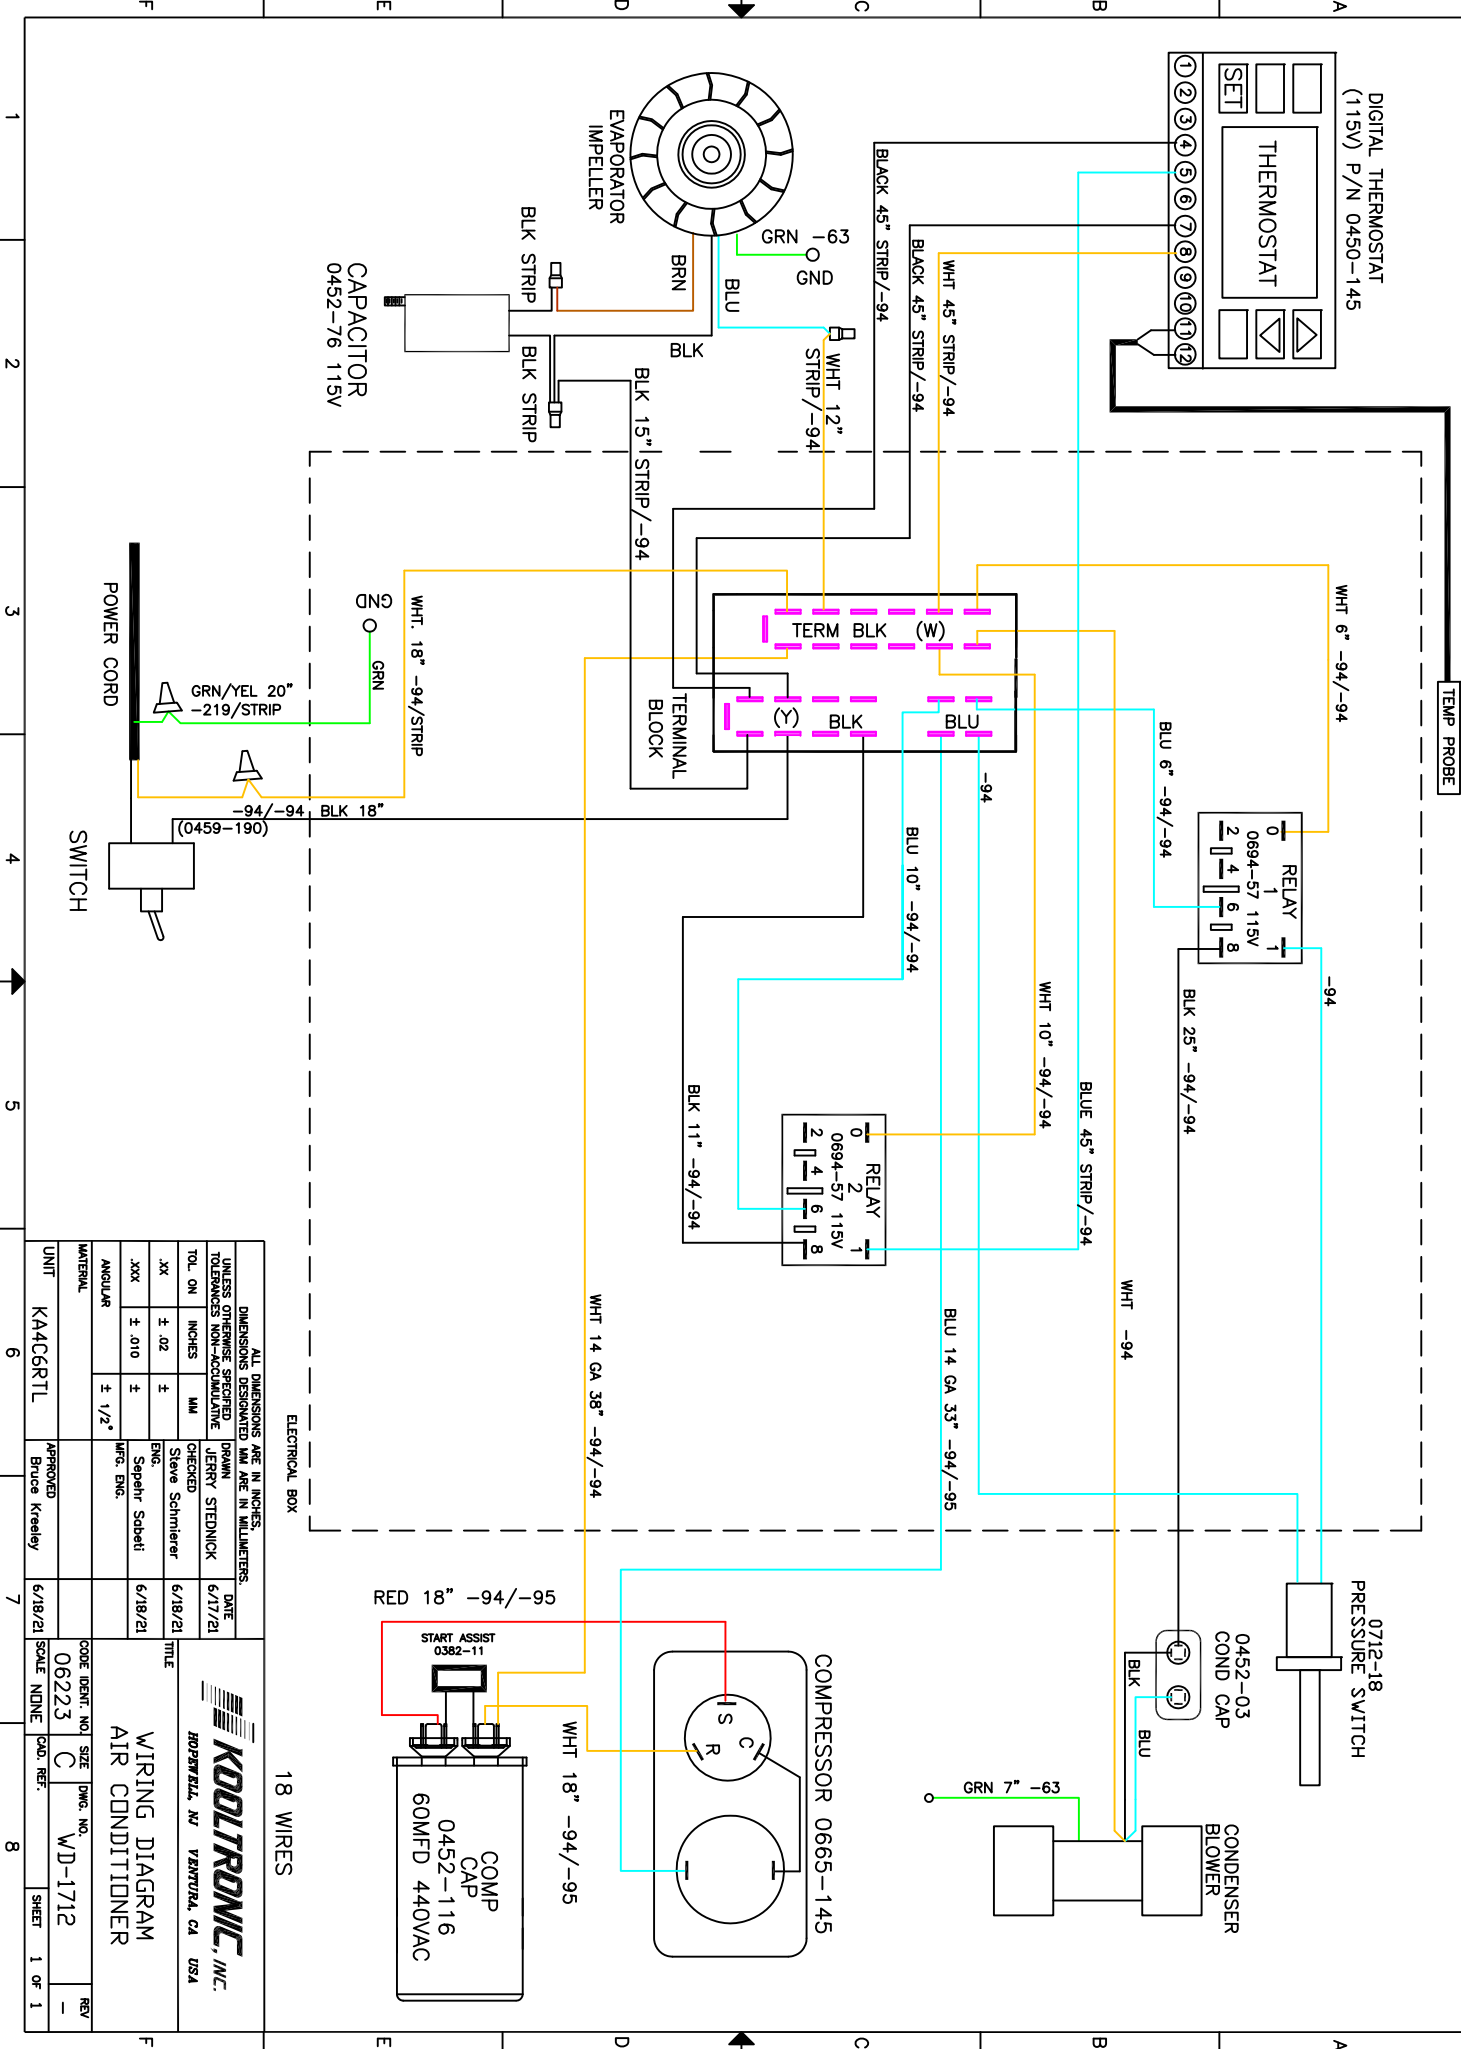 DIGITAL THERMOSTAT
(115V) P/N 0450-145
SET
THERMOSTAT
1 2 3 4 5 6 7 8 9 10 11 12
TEMP PROBE
EVAPORATOR
IMPELLER
GRN -63
GND
BLU
BRN
BLK
BLK STRIP
BLK STRIP
CAPACITOR
0452-76 115V
BLACK 45" STRIP/-94
BLACK 45" STRIP/-94
WHT 45" STRIP/-94
WHT 12"
STRIP/-94
BLK 15" STRIP/-94
WHT 6" -94/-94
BLU 6" -94/-94
TERM BLK (W)
(Y) BLK BLU
TERMINAL
BLOCK
-94
GND
GRN
WHT. 18" -94/STRIP
GRN/YEL 20"
-219/STRIP
POWER CORD
-94/-94 BLK 18"
(0459-190)
SWITCH
RELAY
1
0694-57 115V
0 1
2 4 6 8
-94
BLK 25" -94/-94
BLU 10" -94/-94
WHT 10" -94/-94
BLK 11" -94/-94
BLUE 45" STRIP/-94
RELAY
2
0694-57 115V
0 1
2 4 6 8
WHT -94
BLU 14 GA 33" -94/-95
WHT 14 GA 38" -94/-94
ELECTRICAL BOX
0712-18
PRESSURE SWITCH
0452-03
COND CAP
BLK
BLU
GRN 7" -63
CONDENSER
BLOWER
COMPRESSOR 0665-145
S
C
R
RED 18" -94/-95
START ASSIST
0382-11
WHT 18" -94/-95
COMP
CAP
0452-116
60MFD 440VAC
18 WIRES
ALL DIMENSIONS ARE IN INCHES,
DIMENSIONS DESIGNATED MM ARE IN MILLIMETERS.
UNLESS OTHERWISE SPECIFIED
TOLERANCES NON-ACCUMULATIVE
TOL. ON INCHES MM
.XX ± .02 ±
.XXX ± .010 ±
ANGULAR ± 1/2°
MATERIAL
UNIT KA4C6RTL
DRAWN DATE
JERRY STEDNICK 6/17/21
CHECKED
Steve Schmierer 6/18/21
ENG.
Sepehr Sabeti 6/18/21
MFG. ENG.
APPROVED
Bruce Kreeley 6/18/21
KOOLTRONIC, INC.
HOPEWELL, NJ VENTURA, CA USA
TITLE
WIRING DIAGRAM
AIR CONDITIONER
CODE IDENT. NO. SIZE DWG. NO. REV
06223 C WD-1712 –
SCALE NONE CAD. REF. SHEET 1 OF 1
A B C D E F
A B C D E F
1 2 3 4 5 6 7 8